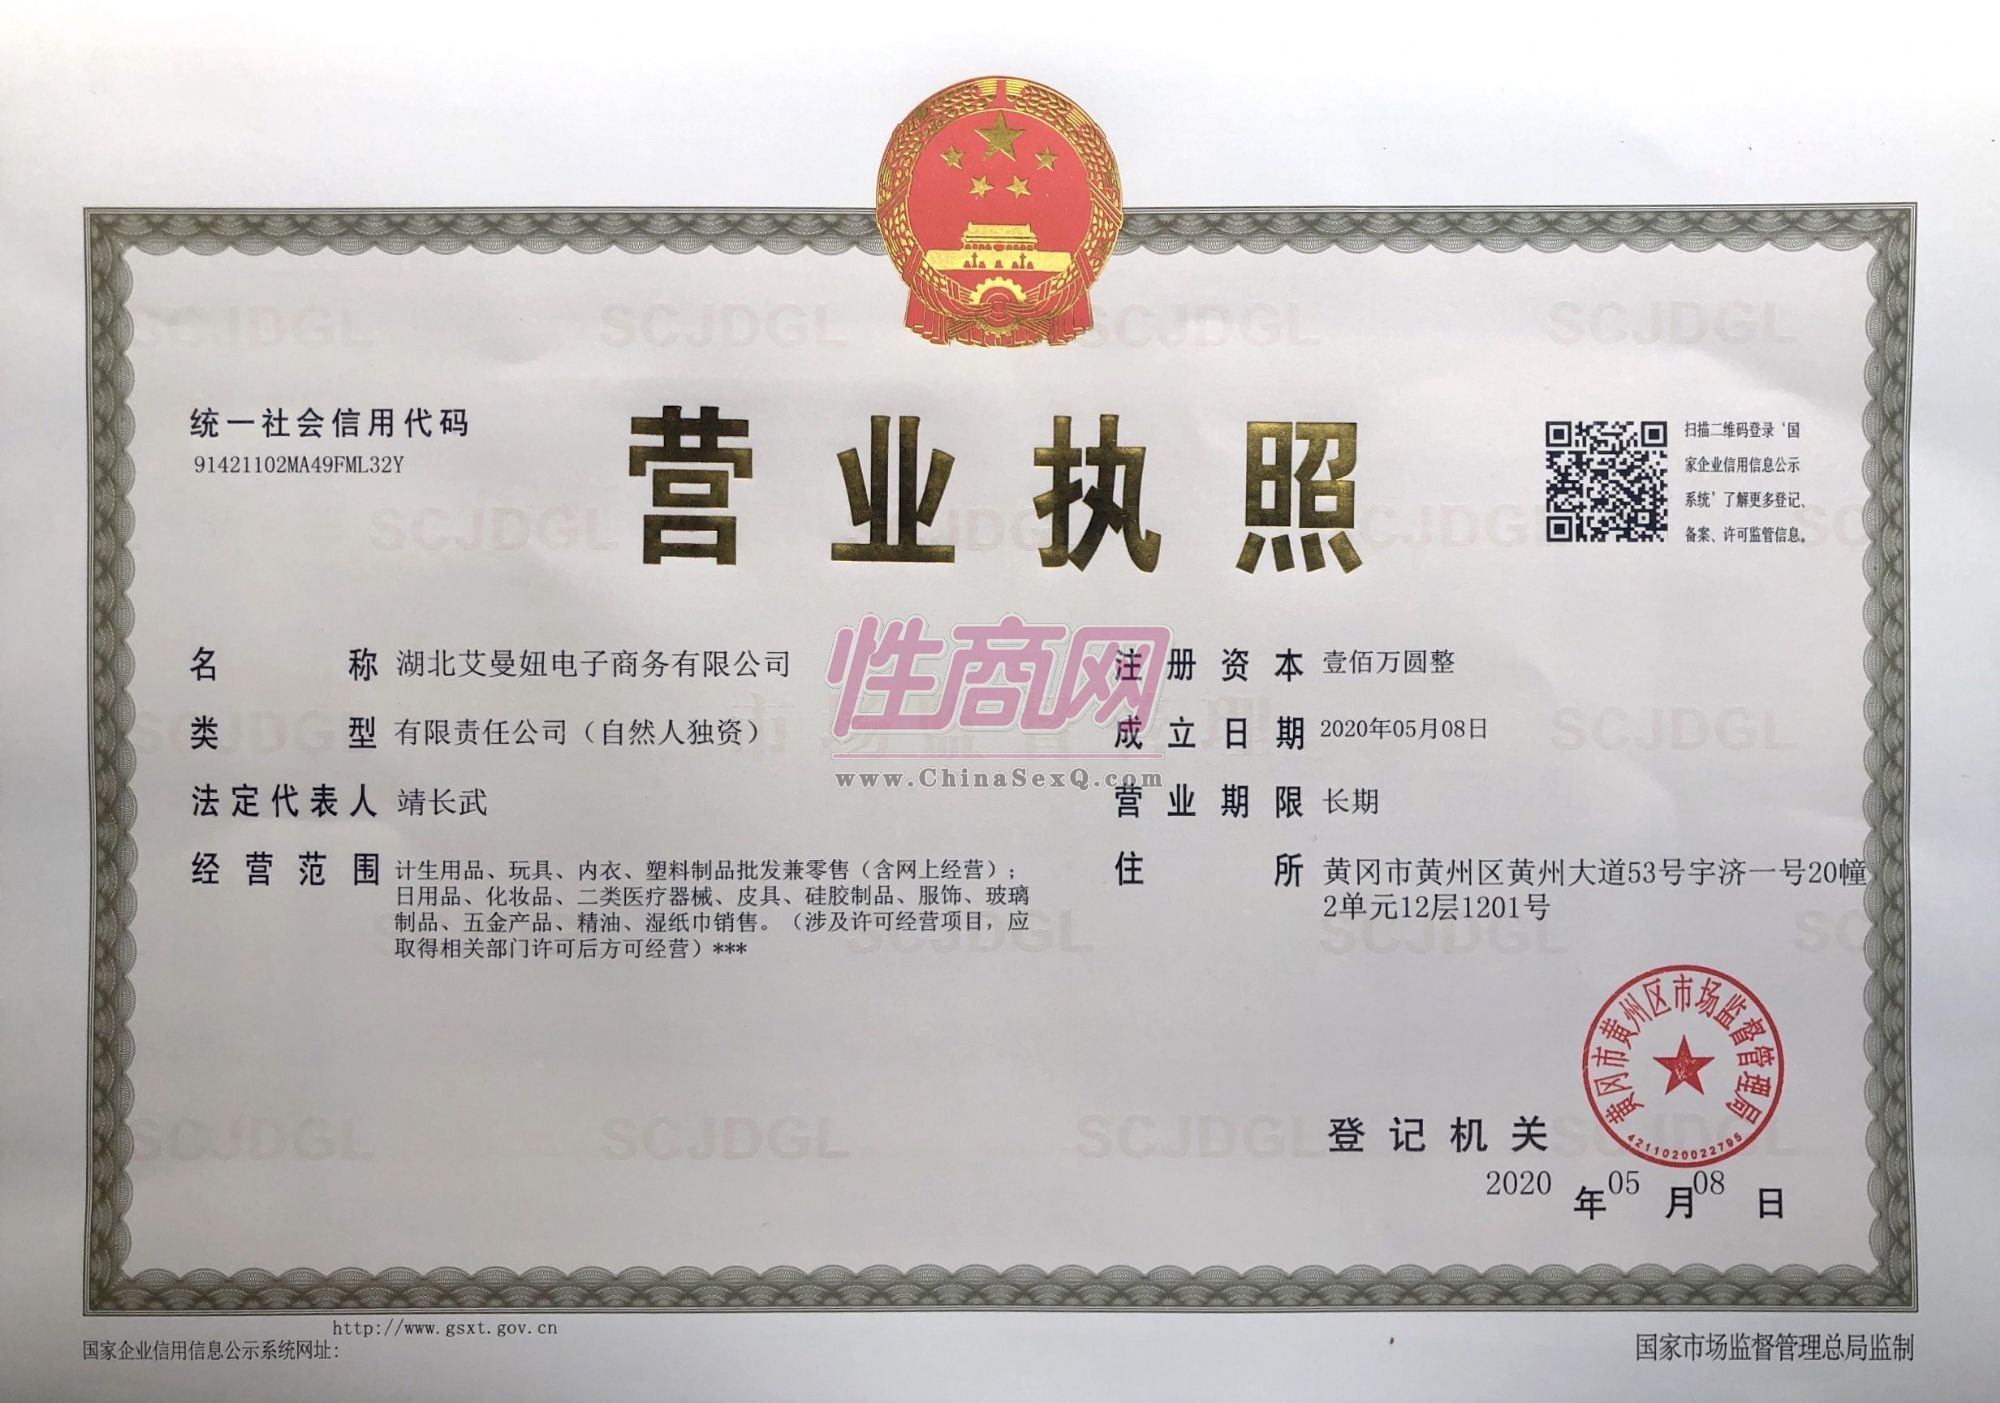 统一社会信用代码
91421102MA49FML32Y
营业执照
扫描二维码登录‘国
家企业信用信息公示
系统’了解更多登记、
备案、许可监管信息。
名称 湖北艾曼妞电子商务有限公司
类型 有限责任公司（自然人独资）
法定代表人 靖长武
经营范围 计生用品、玩具、内衣、塑料制品批发兼零售（含网上经营）；
日用品、化妆品、二类医疗器械、皮具、硅胶制品、服饰、玻璃
制品、五金产品、精油、湿纸巾销售。（涉及许可经营项目，应
取得相关部门许可后方可经营）***
性商网
www.ChinaSexQ.com
注册资本 壹佰万圆整
成立日期 2020年05月08日
营业期限 长期
住所 黄冈市黄州区黄州大道53号宇济一号20幢
2单元12层1201号
黄冈市黄州区市场监督管理局
4211020022795
登记机关
2020年05月08日
http://www.gsxt.gov.cn
国家企业信用信息公示系统网址：
国家市场监督管理总局监制
SCJDGL
市场监督管理